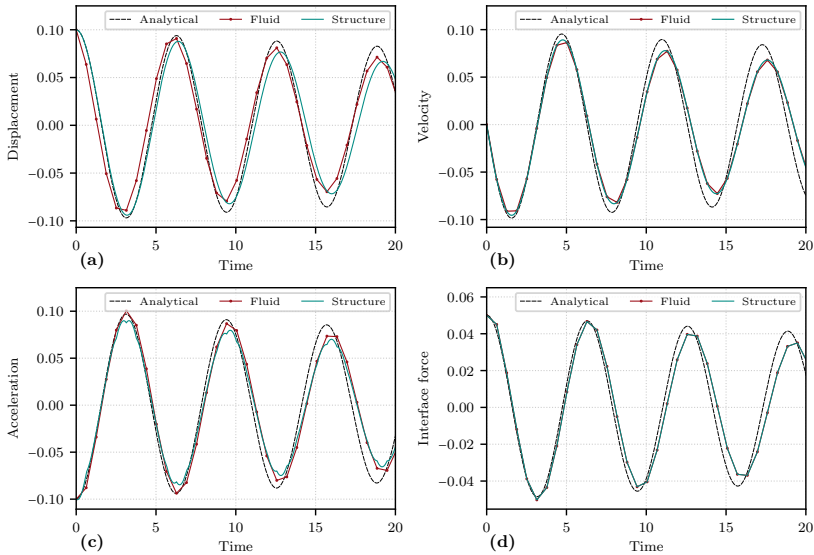 Analytical Fluid Structure
Displacement
0.10
0.05
0.00
−0.05
−0.10
0 5 10 15 20
(a) Time
Analytical Fluid Structure
Velocity
0.10
0.05
0.00
−0.05
−0.10
0 5 10 15 20
(b) Time
Analytical Fluid Structure
Acceleration
0.10
0.05
0.00
−0.05
−0.10
0 5 10 15 20
(c) Time
Analytical Fluid Structure
Interface force
0.06
0.04
0.02
0.00
−0.02
−0.04
0 5 10 15 20
(d) Time